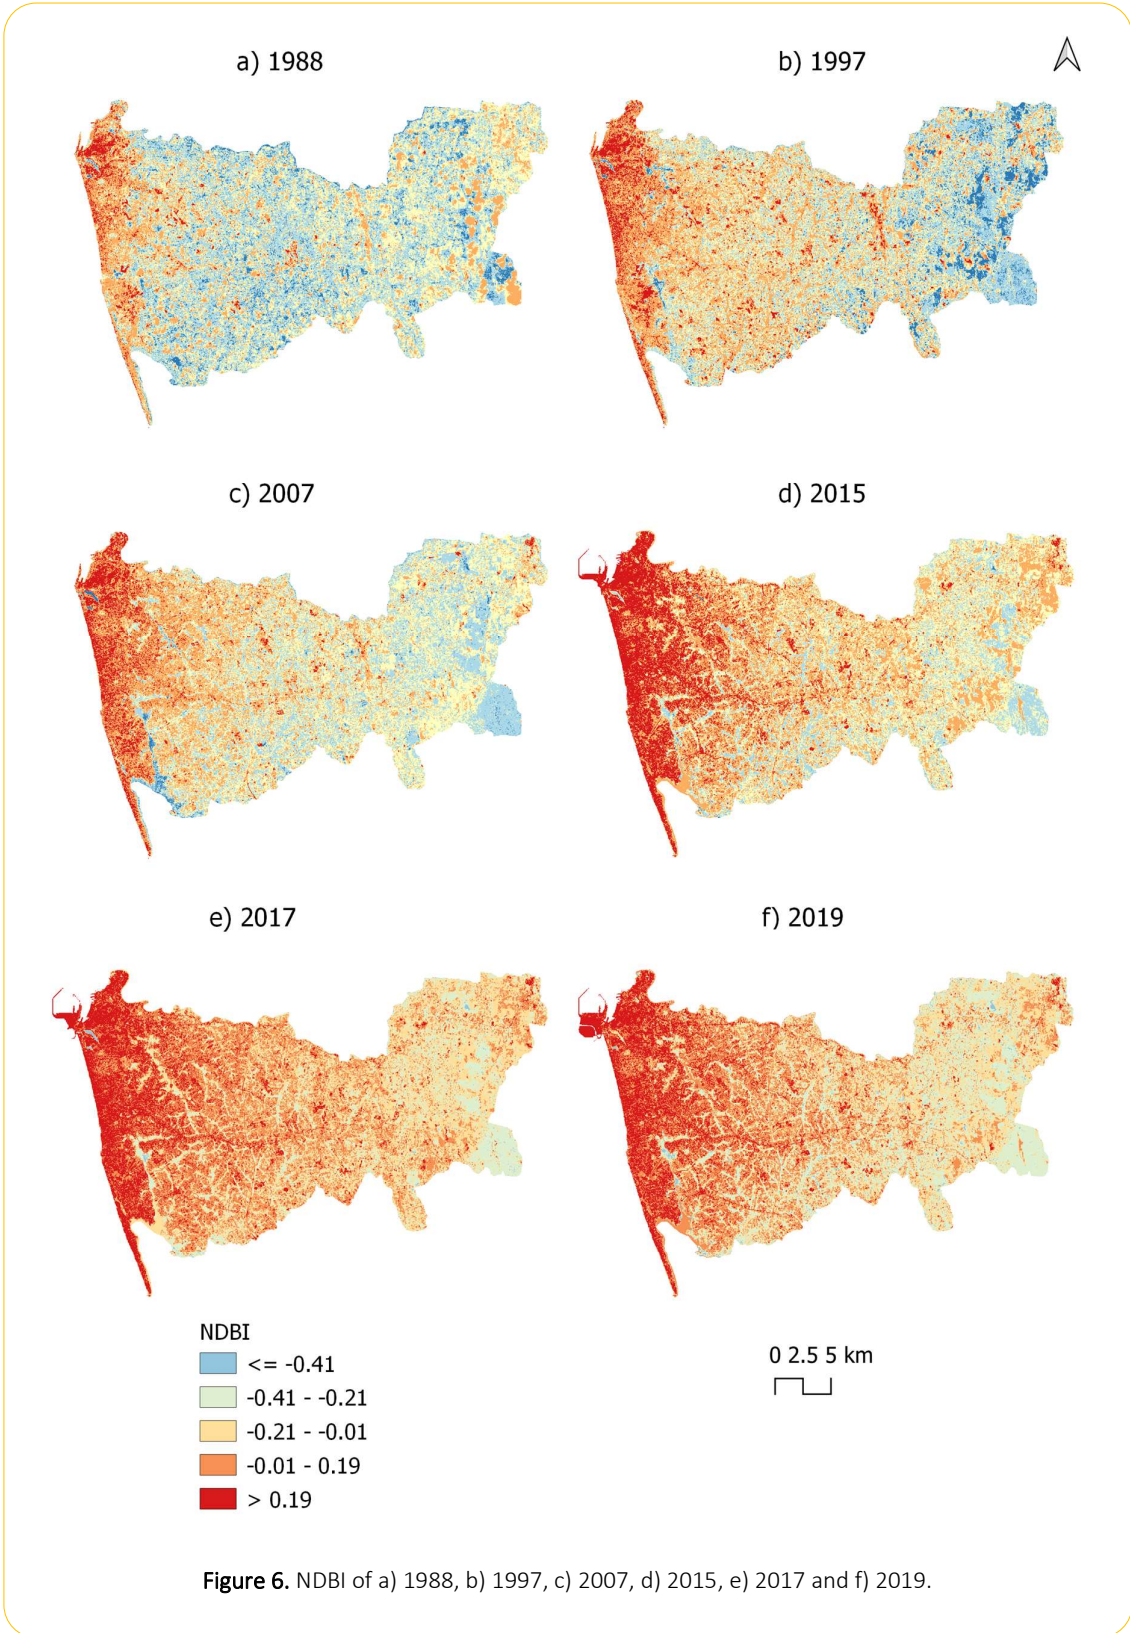 a) 1988
b) 1997
c) 2007
d) 2015
e) 2017
f) 2019
NDBI
<= -0.41
-0.41 - -0.21
-0.21 - -0.01
-0.01 - 0.19
> 0.19
0 2.5 5 km
Figure 6. NDBI of a) 1988, b) 1997, c) 2007, d) 2015, e) 2017 and f) 2019.